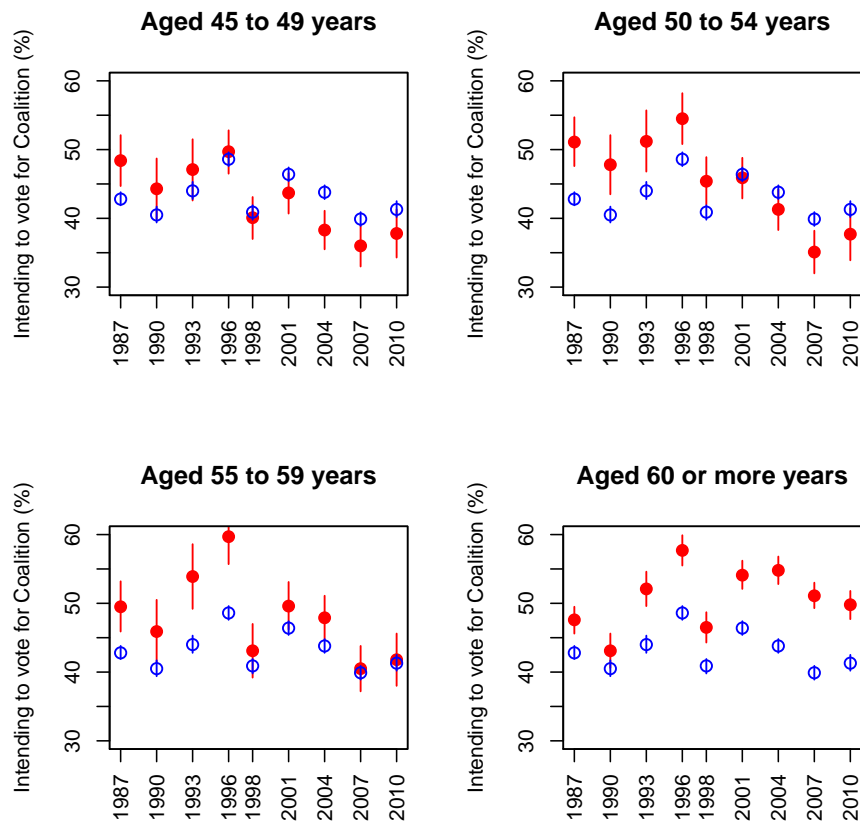 Aged 45 to 49 years
Intending to vote for Coalition (%)
60
50
40
30
1987 1990 1993 1996 1998 2001 2004 2007 2010
Aged 50 to 54 years
Intending to vote for Coalition (%)
60
50
40
30
1987 1990 1993 1996 1998 2001 2004 2007 2010
Aged 55 to 59 years
Intending to vote for Coalition (%)
60
50
40
30
1987 1990 1993 1996 1998 2001 2004 2007 2010
Aged 60 or more years
Intending to vote for Coalition (%)
60
50
40
30
1987 1990 1993 1996 1998 2001 2004 2007 2010